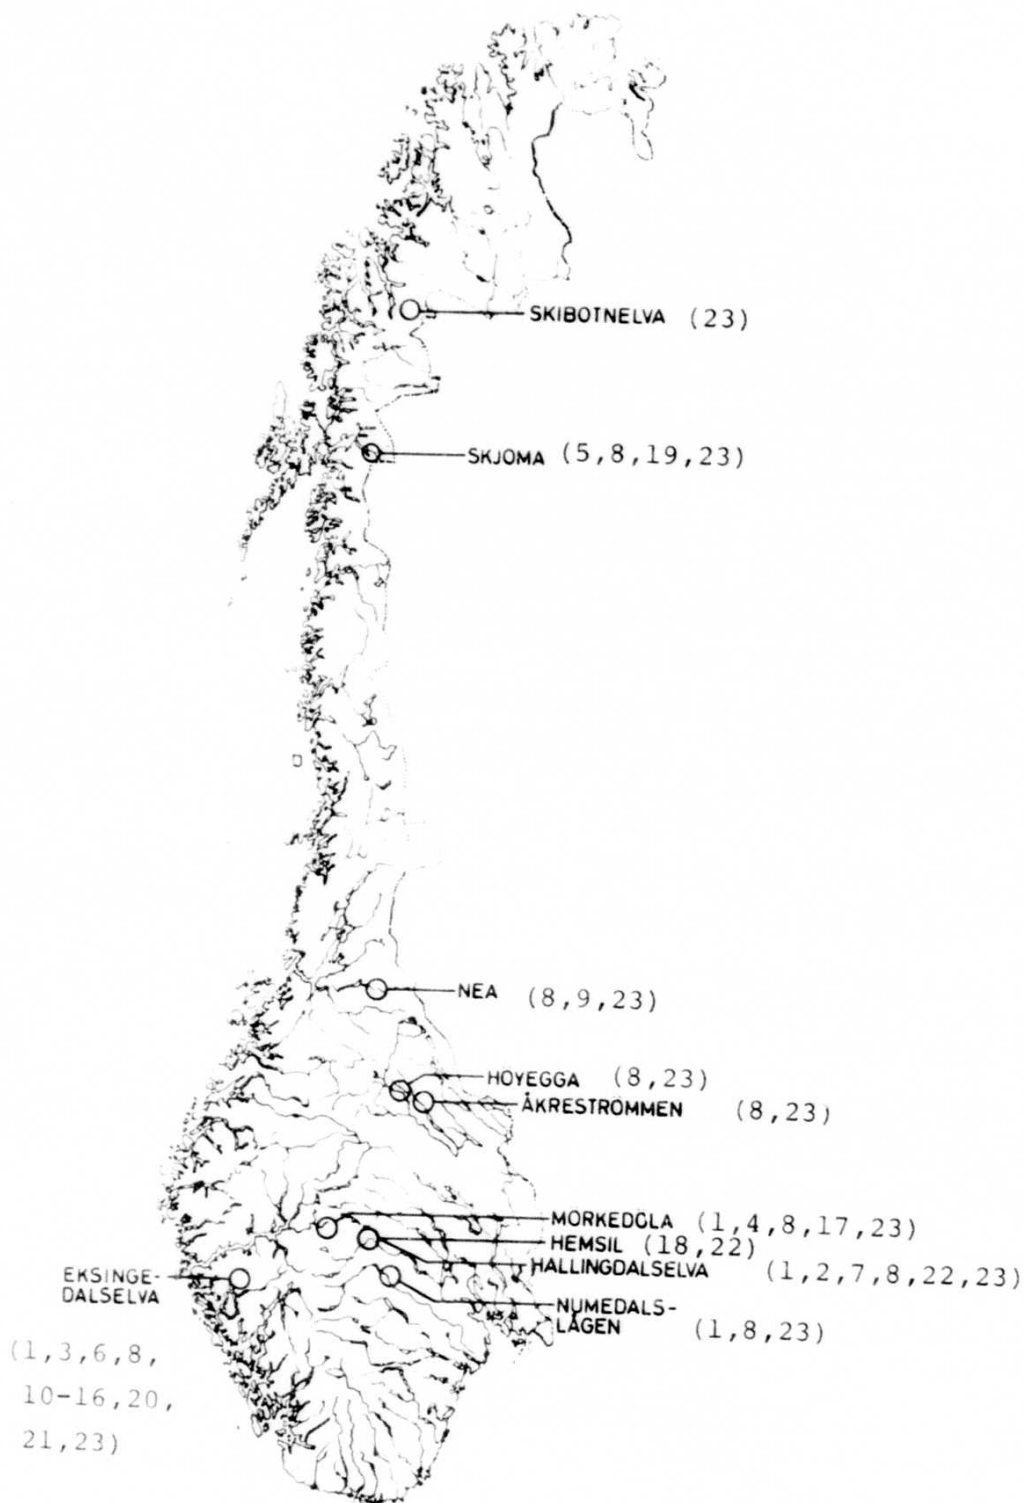 SKIBOTNELVA (23)
SKJOMA (5,8,19,23)
NEA (8,9,23)
HOYEGGA (8,23)
ÅKRESTRÖMMEN (8,23)
MORKEDÖLA (1,4,8,17,23)
HEMSIL (18,22)
HALLINGDALSELVA (1,2,7,8,22,23)
EKSINGE-
DALSELVA
NUMEDALS-
LÅGEN (1,8,23)
(1,3,6,8,
10-16,20,
21,23)